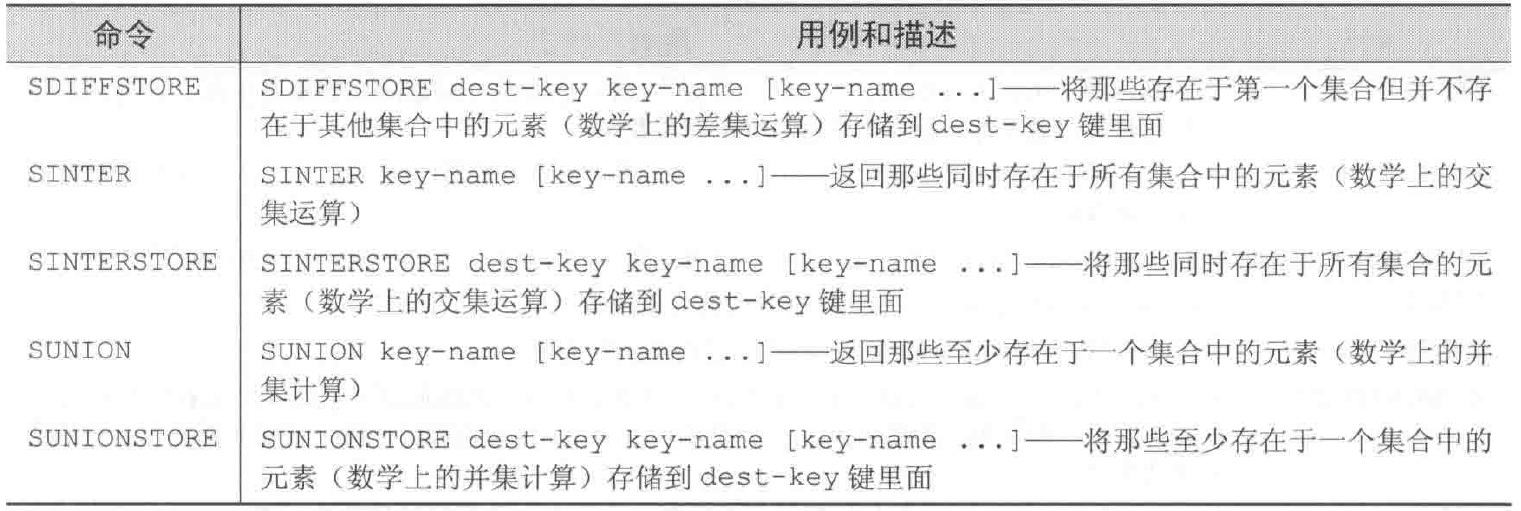 命令 用例和描述
SDIFFSTORE SDIFFSTORE dest-key key-name [key-name ...]——将那些存在于第一个集合但并不存
在于其他集合中的元素（数学上的差集运算）存储到 dest-key 键里面
SINTER SINTER key-name [key-name ...]——返回那些同时存在于所有集合中的元素（数学上的交
集运算）
SINTERSTORE SINTERSTORE dest-key key-name [key-name ...]——将那些同时存在于所有集合的元
素（数学上的交集运算）存储到 dest-key 键里面
SUNION SUNION key-name [key-name ...]——返回那些至少存在于一个集合中的元素（数学上的并
集计算）
SUNIONSTORE SUNIONSTORE dest-key key-name [key-name ...]——将那些至少存在于一个集合中的
元素（数学上的并集计算）存储到 dest-key 键里面